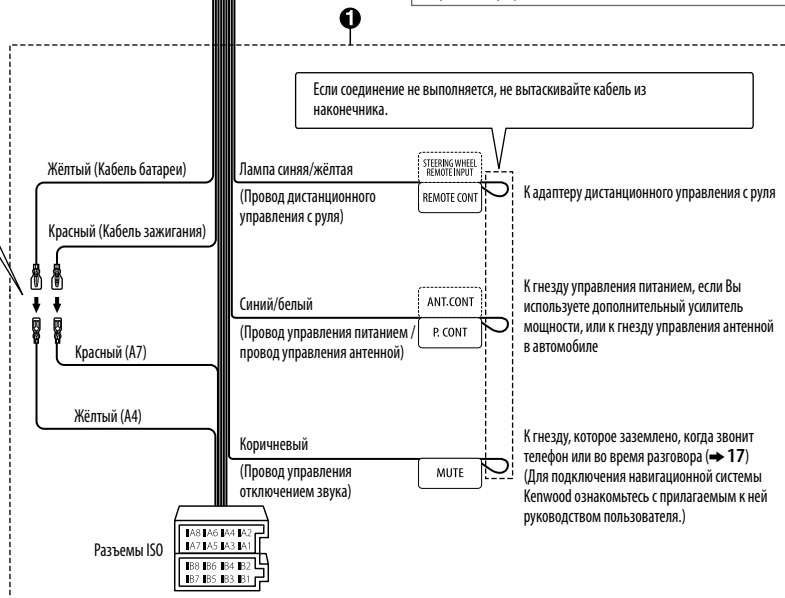 1
Если соединение не выполняется, не вытаскивайте кабель из
наконечника.
Жёлтый (Кабель батареи)
Лампа синяя/жёлтая
(Провод дистанционного
управления с руля)
STEERING WHEEL
REMOTE INPUT
REMOTE CONT
К адаптеру дистанционного управления с руля
Красный (Кабель зажигания)
Синий/белый
(Провод управления питанием /
провод управления антенной)
ANT.CONT
P. CONT
К гнезду управления питанием, если Вы
используете дополнительный усилитель
мощности, или к гнезду управления антенной
в автомобиле
Красный (A7)
Жёлтый (A4)
Коричневый
(Провод управления
отключением звука)
MUTE
К гнезду, которое заземлено, когда звонит
телефон или во время разговора (➡ 17)
(Для подключения навигационной системы
Kenwood ознакомьтесь с прилагаемым к ней
руководством пользователя.)
Разъемы ISO
A8 A6 A4 A2
A7 A5 A3 A1
B8 B6 B4 B2
B7 B5 B3 B1